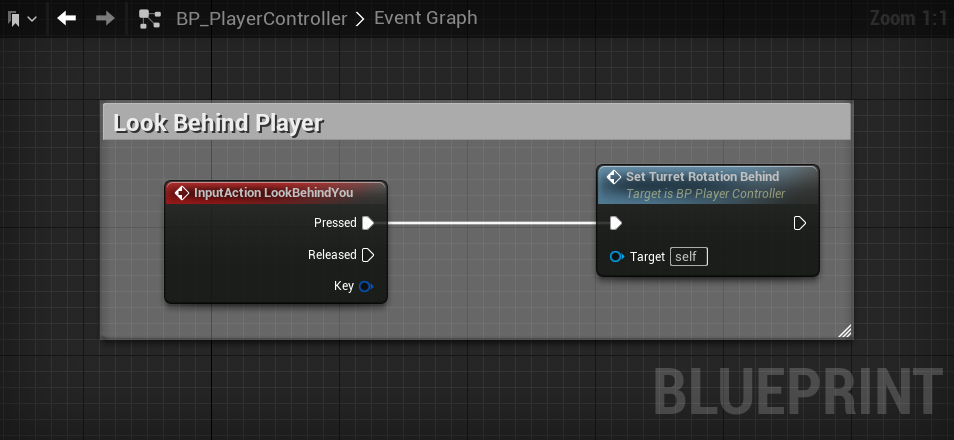 BP_PlayerController > Event Graph
Zoom 1:1
Look Behind Player
InputAction LookBehindYou
Pressed
Released
Key
Set Turret Rotation Behind
Target is BP Player Controller
Target self
BLUEPRINT